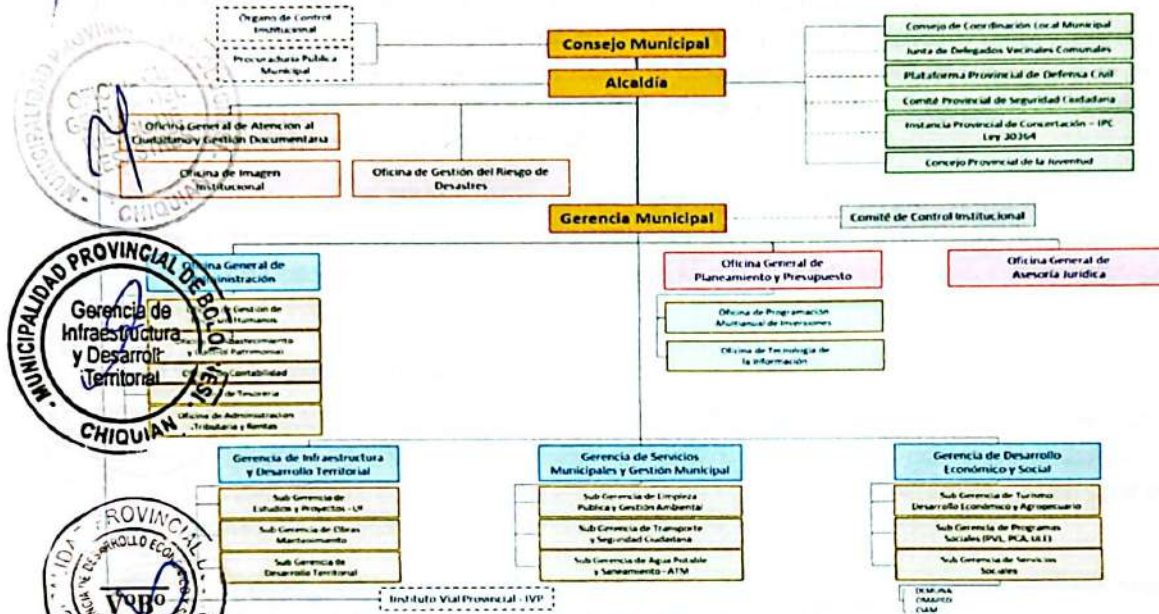 Órgano de Control
Institucional
Procuraduría Pública
Municipal
Consejo Municipal
Alcaldía
Consejo de Coordinación Local Municipal
Junta de Delegados Vecinales Comunales
Plataforma Provincial de Defensa Civil
Comité Provincial de Seguridad Ciudadana
Instancia Provincial de Concertación – IPC
Ley 30364
Concejo Provincial de la Juventud
Oficina General de Atención al
Ciudadano y Gestión Documentaria
Oficina de Imagen
Institucional
Oficina de Gestión del Riesgo de
Desastres
CHIQUIAN
Gerencia Municipal
Comité de Control Institucional
Oficina General de
Administración
Oficina General de
Planeamiento y Presupuesto
Oficina General de
Asesoría Jurídica
Oficina de Programación
Multianual de Inversiones
Oficina de Tecnología de
la Información
MUNICIPALIDAD PROVINCIAL DE BOLOGNESI
Gerencia de
Infraestructura
y Desarroll
Territorial
CHIQUIAN
de Gestión de
Humanos
Abastecimiento
y Control Patrimonial
Contabilidad
de Tesorería
Oficina de Administración
Tributaria y Rentas
Gerencia de Infraestructura
y Desarrollo Territorial
Gerencia de Servicios
Municipales y Gestión Municipal
Gerencia de Desarrollo
Económico y Social
Sub Gerencia de
Estudios y Proyectos - UF
Sub Gerencia de Obras
Mantenimiento
Sub Gerencia de
Desarrollo Territorial
Sub Gerencia de Limpieza
Pública y Gestión Ambiental
Sub Gerencia de Transporte
y Seguridad Ciudadana
Sub Gerencia de Agua Potable
y Saneamiento - ATM
Sub Gerencia de Turismo
Desarrollo Económico y Agropecuario
Sub Gerencia de Programas
Sociales (PVL, PCA, ULE)
Sub Gerencia de Servicios
Sociales
Instituto Vial Provincial - IVP
DEMUNA
OMAPED
CIAM
VºBº